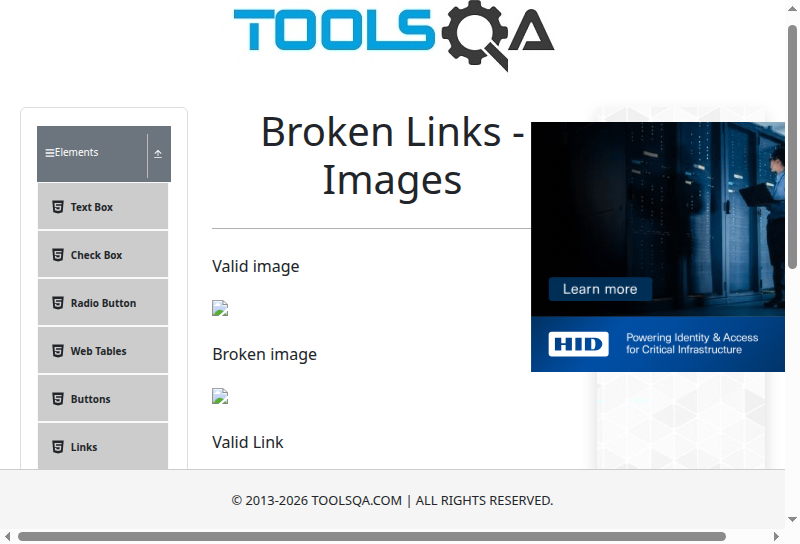 TOOLSQA
Elements
Text Box
Check Box
Radio Button
Web Tables
Buttons
Links
Broken Links -
Images
Valid image
Broken image
Valid Link
Learn more
HID
Powering Identity & Access
for Critical Infrastructure
© 2013-2026 TOOLSQA.COM | ALL RIGHTS RESERVED.